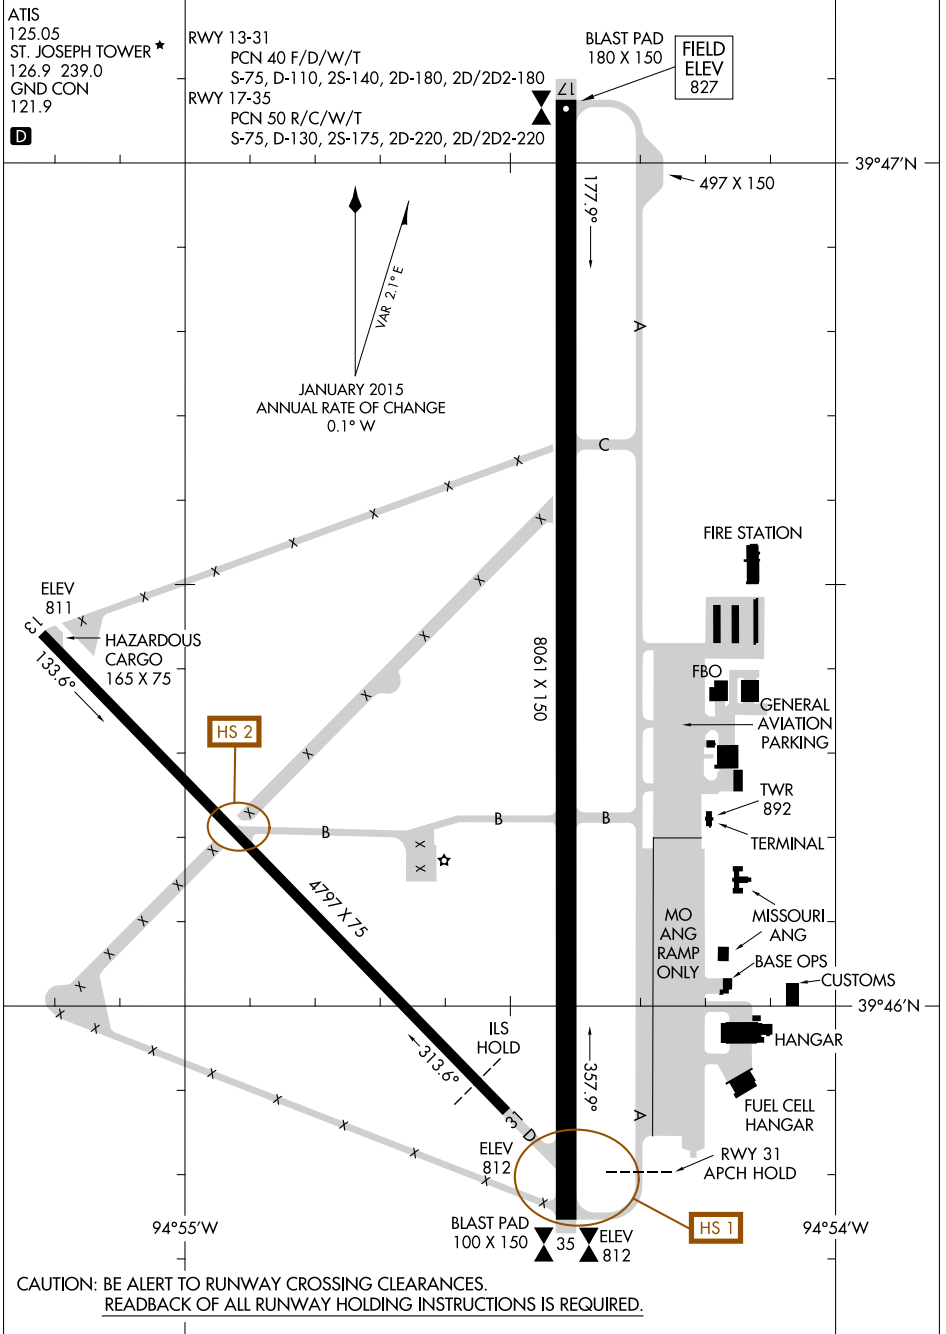 ATIS
125.05
ST. JOSEPH TOWER
126.9 239.0
GND CON
121.9
D
RWY 13-31
PCN 40 F/D/W/T
S-75, D-110, 2S-140, 2D-180, 2D/2D2-180
RWY 17-35
PCN 50 R/C/W/T
S-75, D-130, 2S-175, 2D-220, 2D/2D2-220
BLAST PAD
180 X 150
FIELD
ELEV
827
17
39°47'N
497 X 150
177.9°
VAR 2.1° E
A
JANUARY 2015
ANNUAL RATE OF CHANGE
0.1° W
C
X
X
X
X
X
X
X
X
X
X
X
X
X
X
FIRE STATION
ELEV
811
13
HAZARDOUS
CARGO
165 X 75
133.6°
8061 X 150
FBO
GENERAL
AVIATION
PARKING
HS 2
TWR
892
TERMINAL
B
B
B
X
X
X
X
X
X
X
4797 X 75
MO
ANG
RAMP
ONLY
MISSOURI
ANG
BASE OPS
CUSTOMS
39°46'N
HANGAR
ILS
HOLD
313.6°
357.9°
X
X
X
X
X
X
X
X
X
FUEL CELL
HANGAR
A
31
D
ELEV
812
RWY 31
APCH HOLD
HS 1
94°55'W
BLAST PAD
100 X 150
35
ELEV
812
94°54'W
CAUTION: BE ALERT TO RUNWAY CROSSING CLEARANCES.
READBACK OF ALL RUNWAY HOLDING INSTRUCTIONS IS REQUIRED.